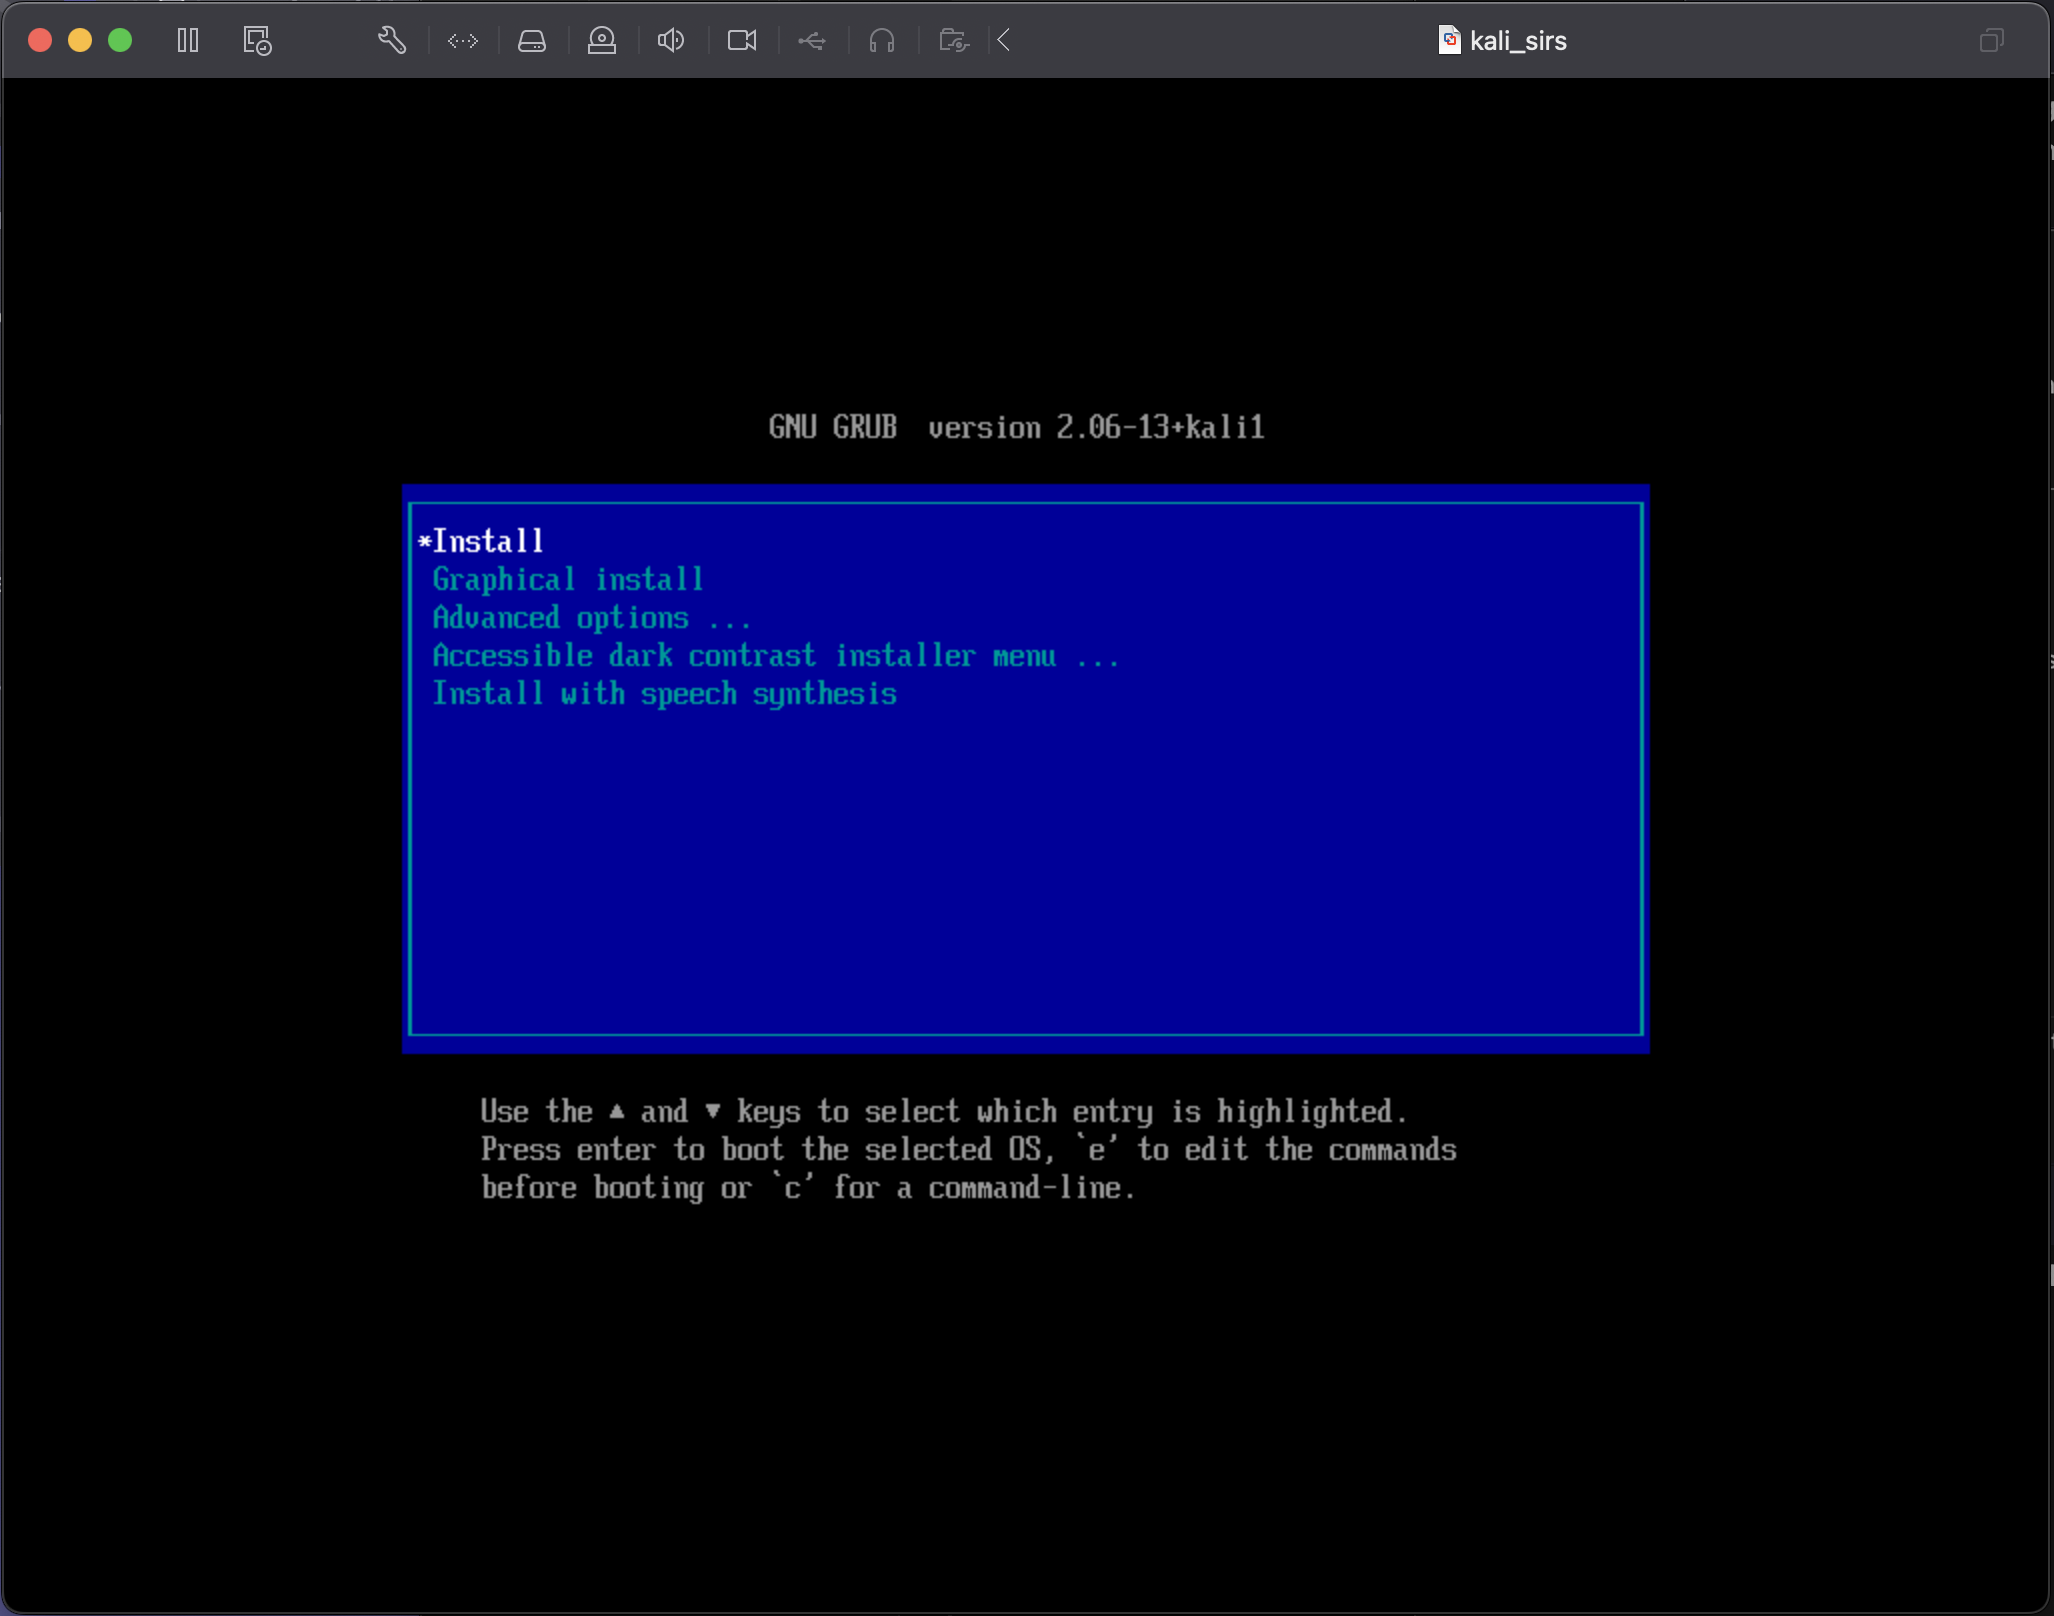 kali_sirs
GNU GRUB  version 2.06-13+kali1
*Install
Graphical install
Advanced options ...
Accessible dark contrast installer menu ...
Install with speech synthesis
Use the ▲ and ▼ keys to select which entry is highlighted.
Press enter to boot the selected OS, `e' to edit the commands
before booting or `c' for a command-line.